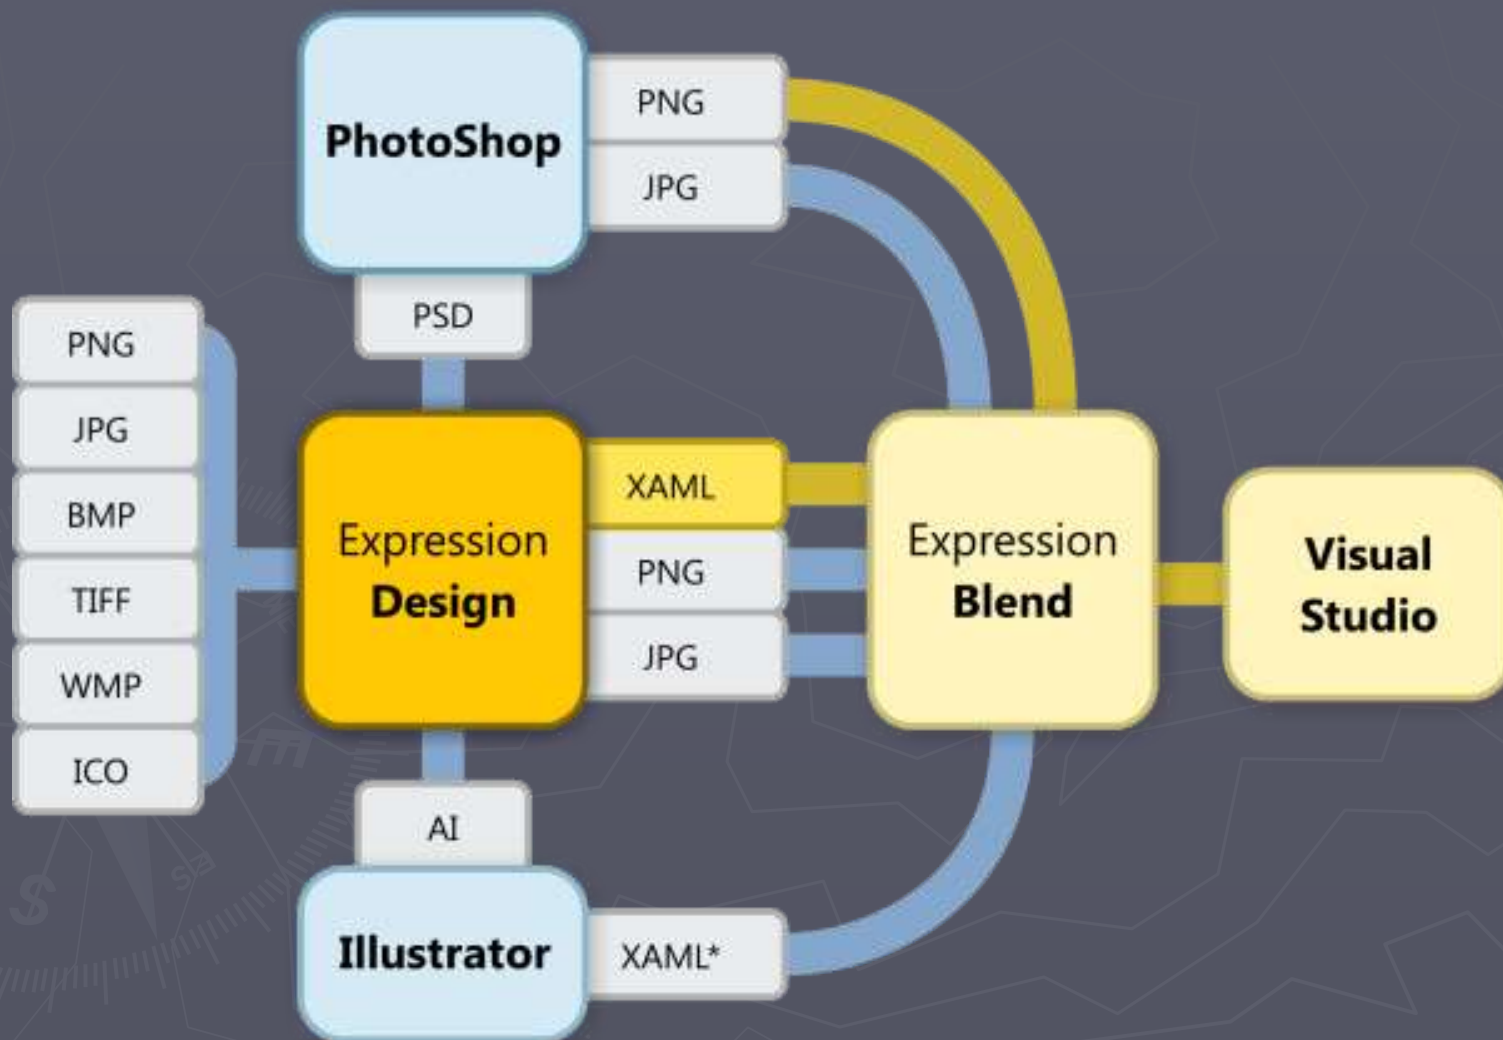 PhotoShop
PNG
JPG
PSD
PNG
JPG
BMP
TIFF
WMP
ICO
Expression
Design
XAML
PNG
JPG
Expression
Blend
Visual
Studio
AI
Illustrator
XAML*
m
S
SE